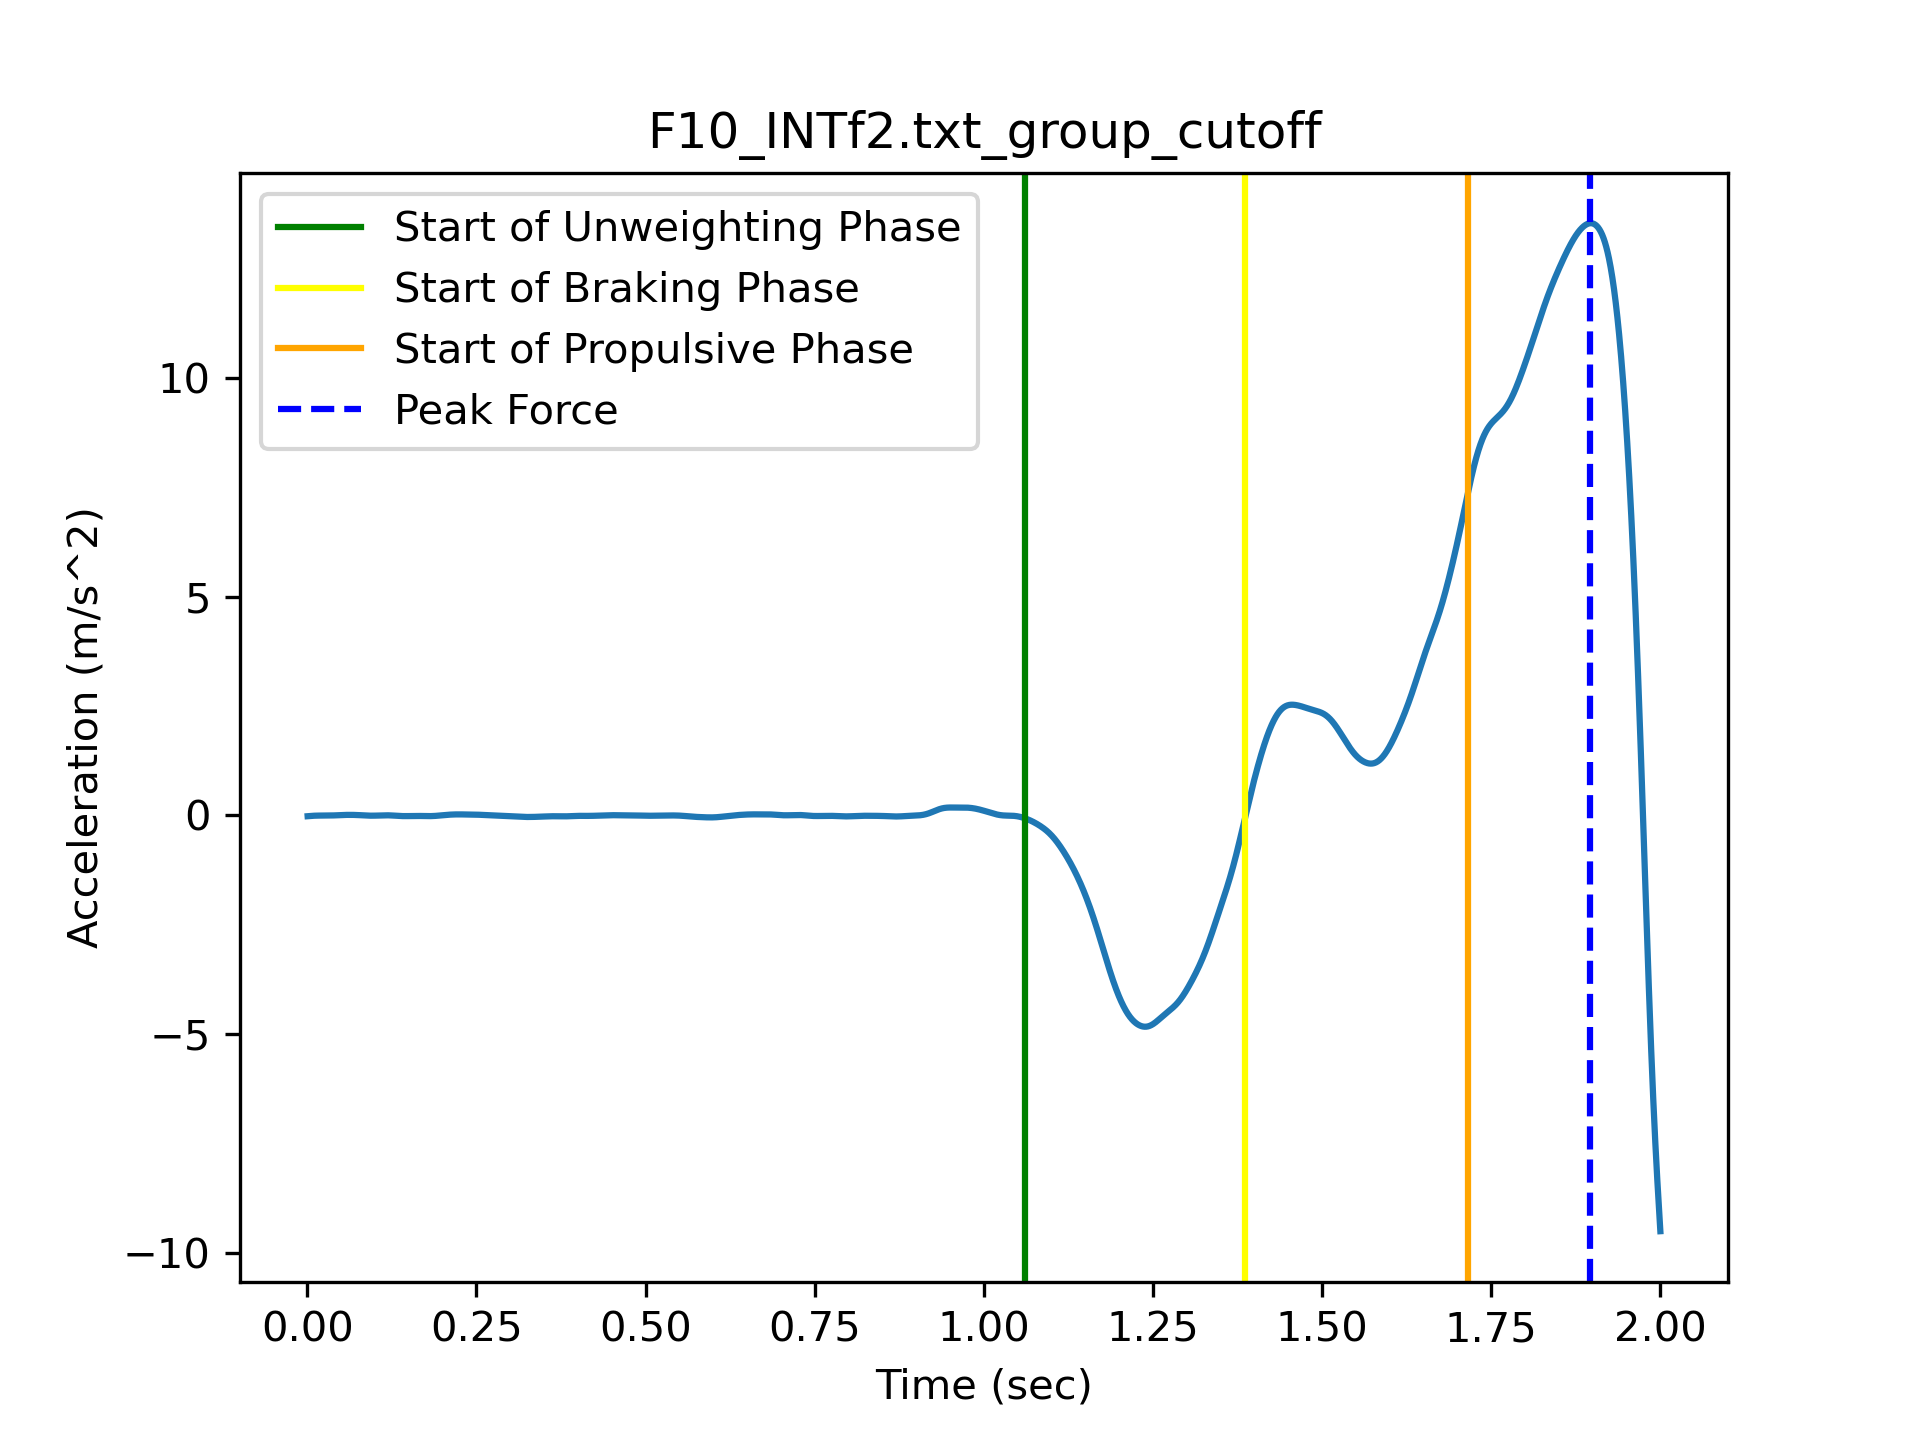 F10_INTf2.txt_group_cutoff
Start of Unweighting Phase
Start of Braking Phase
Start of Propulsive Phase
Peak Force
Acceleration (m/s^2)
10
5
0
−5
−10
0.00 0.25 0.50 0.75 1.00 1.25 1.50 1.75 2.00
Time (sec)